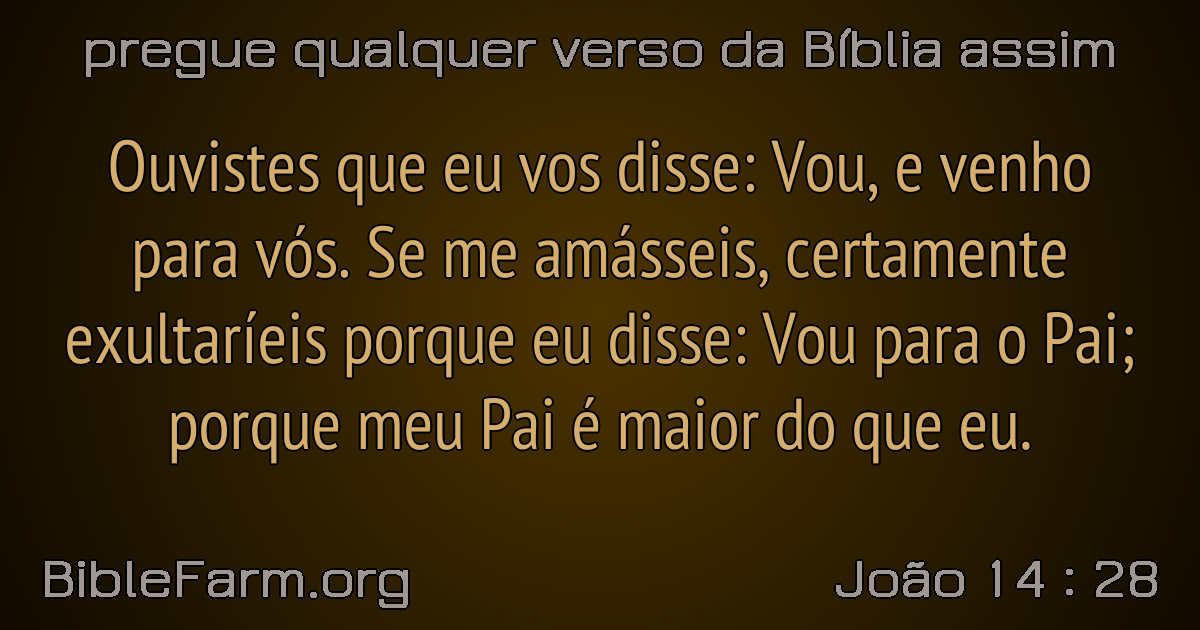 pregue qualquer verso da Bíblia assim
Ouvistes que eu vos disse: Vou, e venho
para vós. Se me amásseis, certamente
exultaríeis porque eu disse: Vou para o Pai;
porque meu Pai é maior do que eu.
BibleFarm.org
João 14 : 28